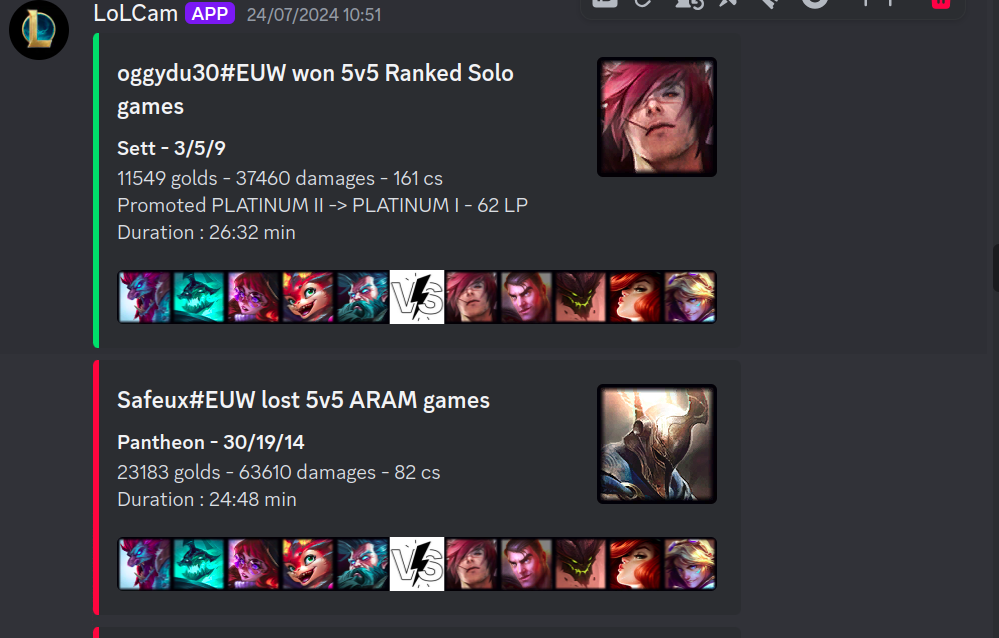 LoLCam APP 24/07/2024 10:51
oggydu30#EUW won 5v5 Ranked Solo
games
Sett - 3/5/9
11549 golds - 37460 damages - 161 cs
Promoted PLATINUM II -> PLATINUM I - 62 LP
Duration : 26:32 min
VS
Safeux#EUW lost 5v5 ARAM games
Pantheon - 30/19/14
23183 golds - 63610 damages - 82 cs
Duration : 24:48 min
VS